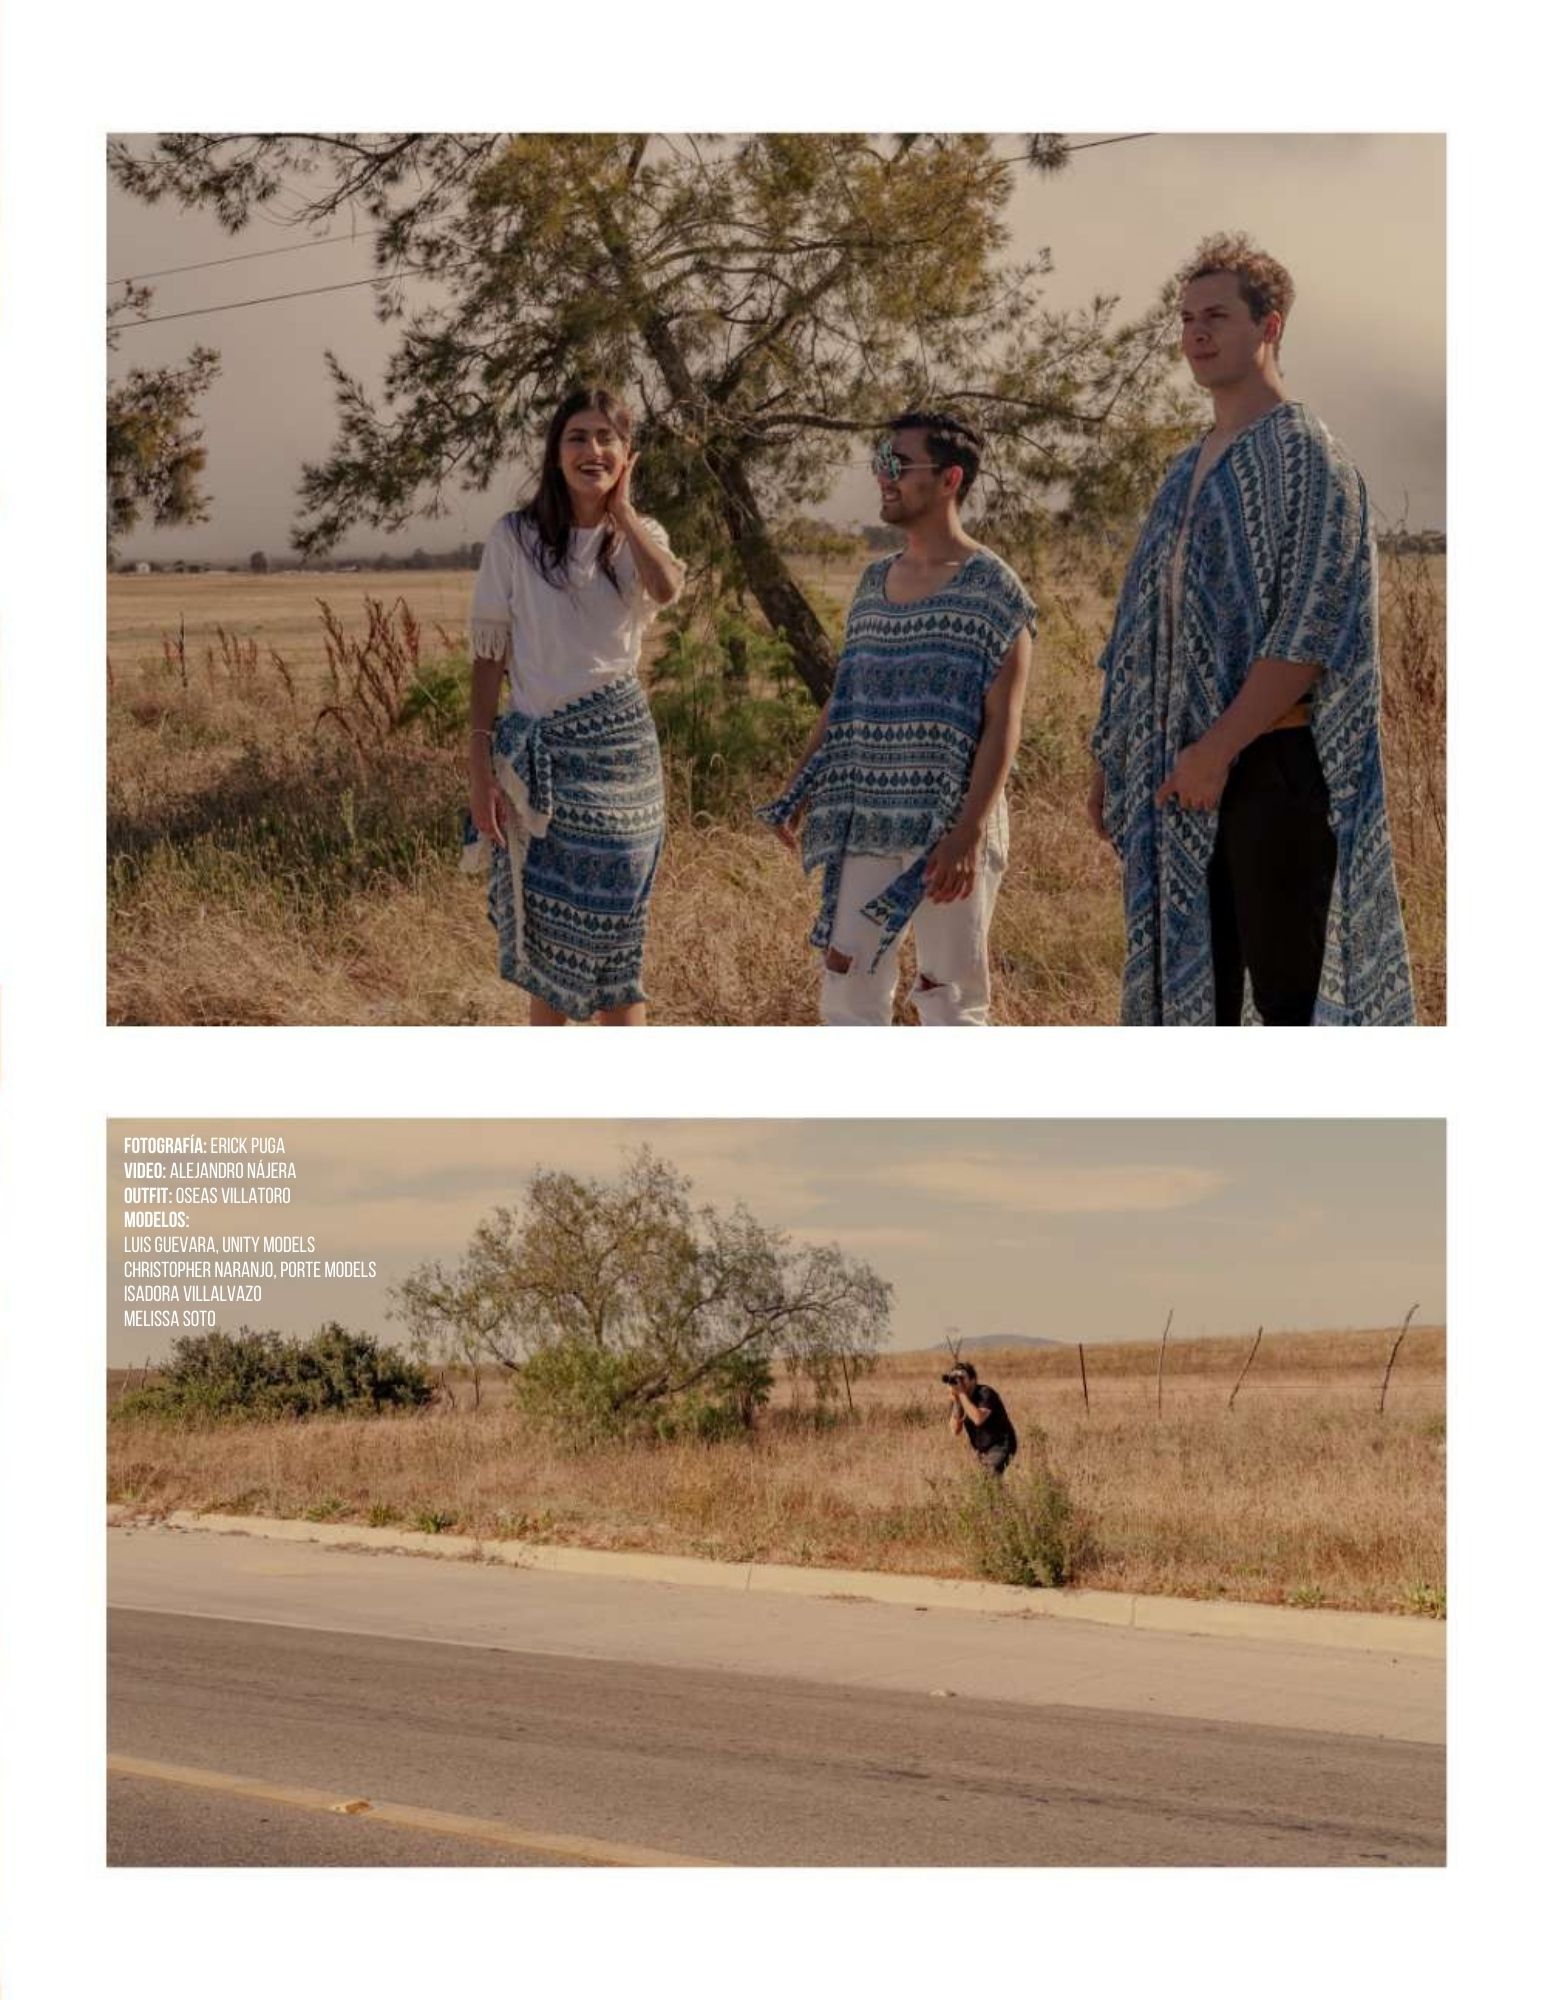 FOTOGRAFÍA: ERICK PUGA
VIDEO: ALEJANDRO NÁJERA
OUTFIT: OSEAS VILLATORO
MODELOS:
LUIS GUEVARA, UNITY MODELS
CHRISTOPHER NARANJO, PORTE MODELS
ISADORA VILLALVAZO
MELISSA SOTO